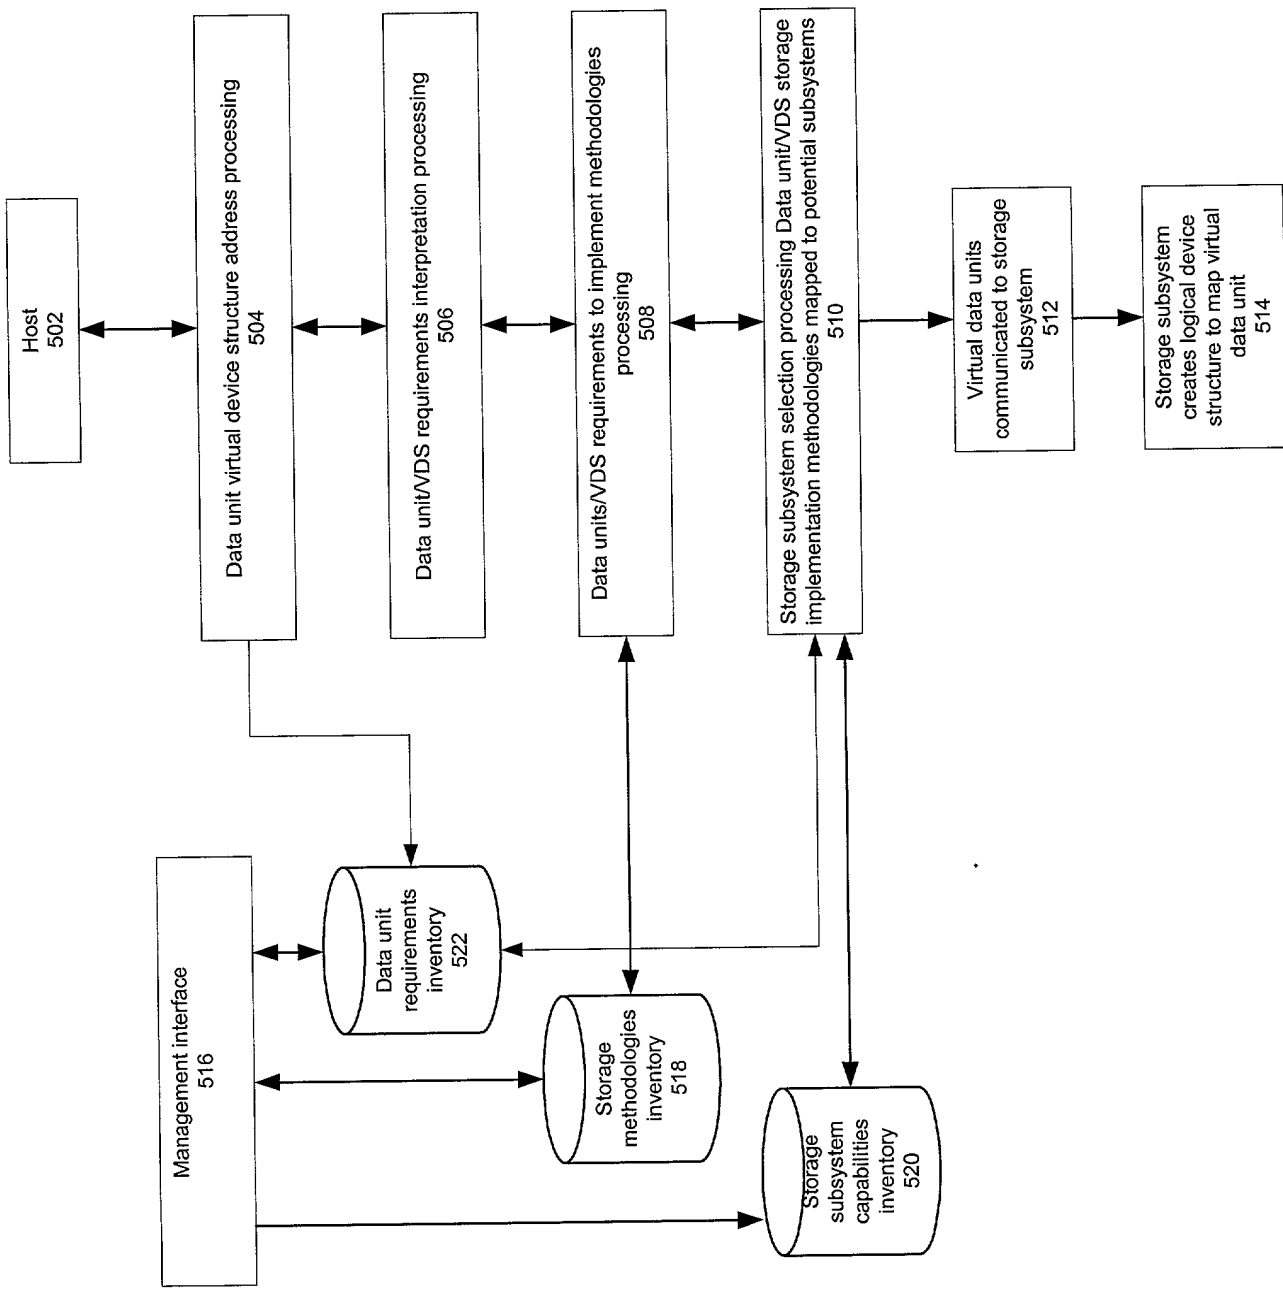 Host
502
Data unit virtual device structure address processing
504
Data unit/VDS requirements interpretation processing
506
Data units/VDS requirements to implement methodologies
processing
508
Storage subsystem selection processing Data unit/VDS storage
implementation methodologies mapped to potential subsystems
510
Virtual data units
communicated to storage
subsystem
512
Storage subsystem
creates logical device
structure to map virtual
data unit
514
Management interface
516
Data unit
requirements
inventory
522
Storage
methodologies
inventory
518
Storage
subsystem
capabilities
inventory
520